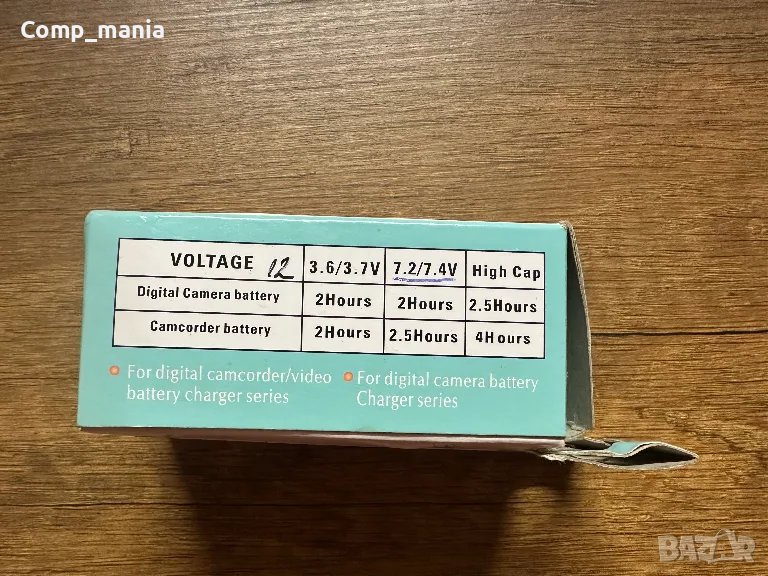 Comp_mania
VOLTAGE 12 3.6/3.7V 7.2/7.4V High Cap
Digital Camera battery 2Hours 2Hours 2.5Hours
Camcorder battery 2Hours 2.5Hours 4Hours
For digital camcorder/video
battery charger series
For digital camera battery
Charger series
BAZAR